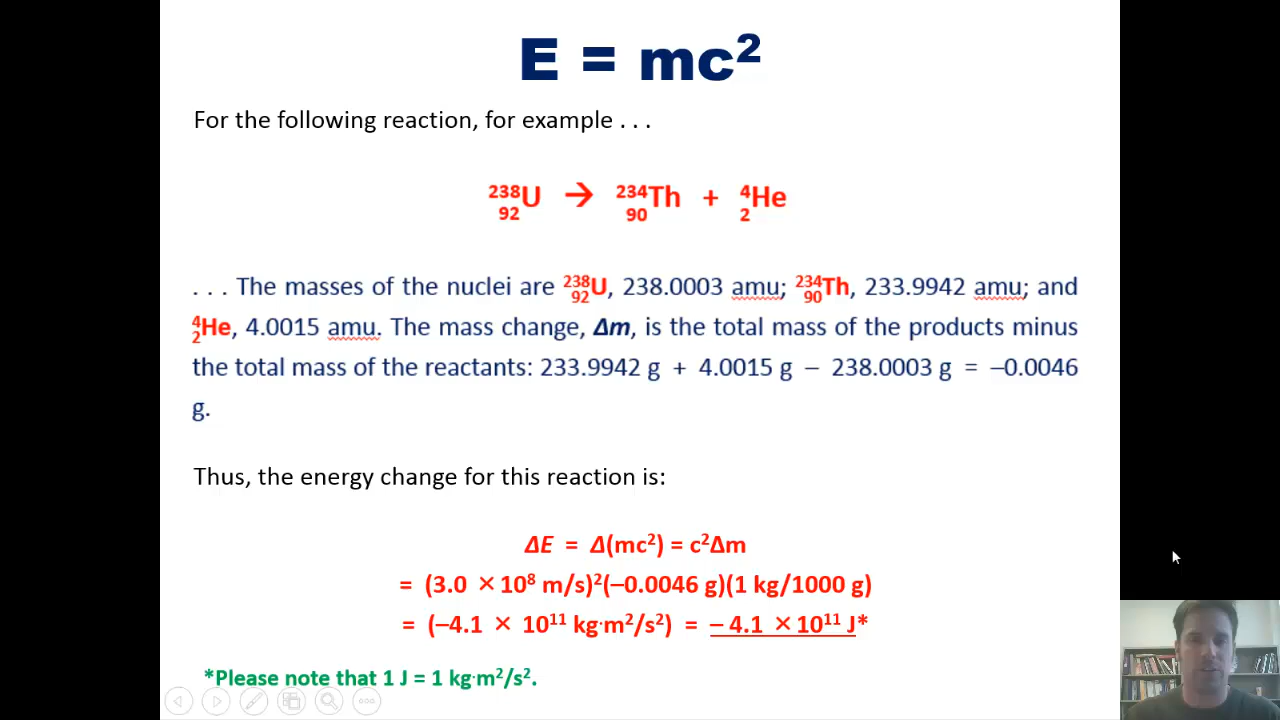 E = mc²
For the following reaction, for example . . .
²³⁸₉₂U → ²³⁴₉₀Th + ⁴₂He
. . . The masses of the nuclei are ²³⁸₉₂U, 238.0003 amu; ²³⁴₉₀Th, 233.9942 amu; and
⁴₂He, 4.0015 amu. The mass change, Δm, is the total mass of the products minus
the total mass of the reactants: 233.9942 g + 4.0015 g – 238.0003 g = –0.0046
g.
Thus, the energy change for this reaction is:
ΔE = Δ(mc²) = c²Δm
= (3.0 × 10⁸ m/s)²(–0.0046 g)(1 kg/1000 g)
= (–4.1 × 10¹¹ kg·m²/s²) = – 4.1 × 10¹¹ J*
*Please note that 1 J = 1 kg·m²/s².